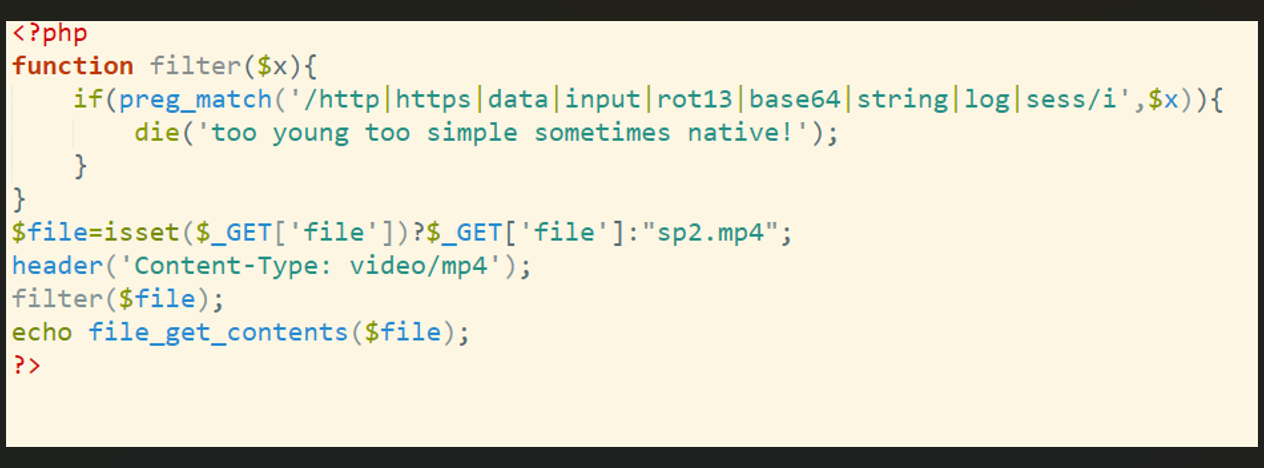 <?php
function filter($x){
    if(preg_match('/http|https|data|input|rot13|base64|string|log|sess/i',$x)){
        die('too young too simple sometimes native!');
    }
}
$file=isset($_GET['file'])?$_GET['file']:"sp2.mp4";
header('Content-Type: video/mp4');
filter($file);
echo file_get_contents($file);
?>